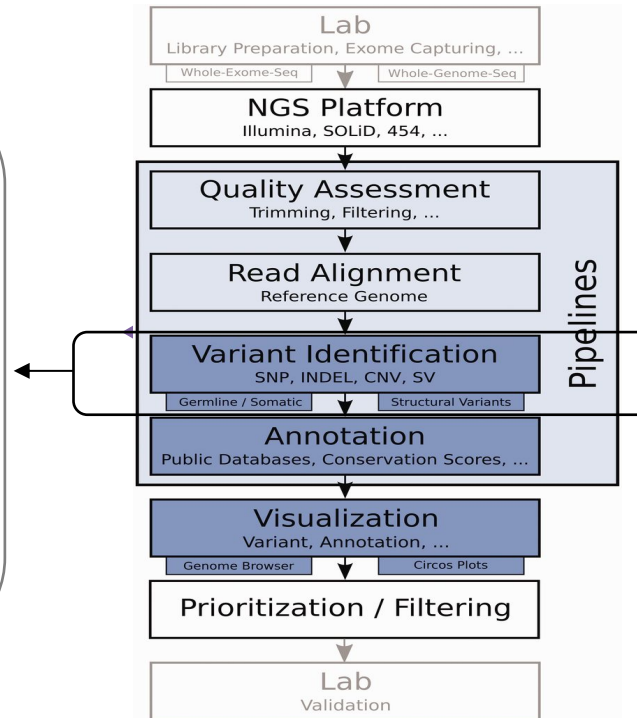 Lab
Library Preparation, Exome Capturing, ...
Whole-Exome-Seq
Whole-Genome-Seq
NGS Platform
Illumina, SOLiD, 454, ...
Quality Assessment
Trimming, Filtering, ...
Read Alignment
Reference Genome
Variant Identification
SNP, INDEL, CNV, SV
Germline / Somatic
Structural Variants
Annotation
Public Databases, Conservation Scores, ...
Pipelines
Visualization
Variant, Annotation, ...
Genome Browser
Circos Plots
Prioritization / Filtering
Lab
Validation